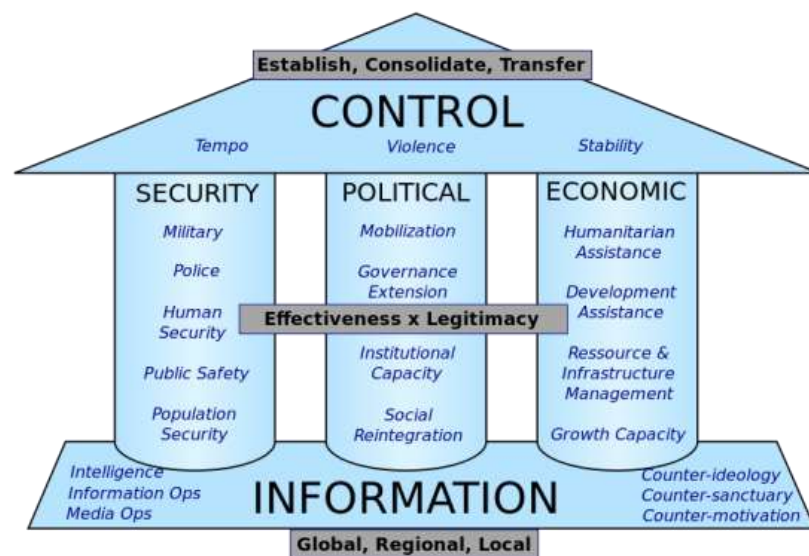 Establish, Consolidate, Transfer
CONTROL
Tempo
Violence
Stability
SECURITY
Military
Police
Human
Security
Public Safety
Population
Security
POLITICAL
Mobilization
Governance
Extension
Institutional
Capacity
Social
Reintegration
ECONOMIC
Humanitarian
Assistance
Development
Assistance
Ressource &
Infrastructure
Management
Growth Capacity
Effectiveness x Legitimacy
Intelligence
Information Ops
Media Ops
INFORMATION
Counter-ideology
Counter-sanctuary
Counter-motivation
Global, Regional, Local